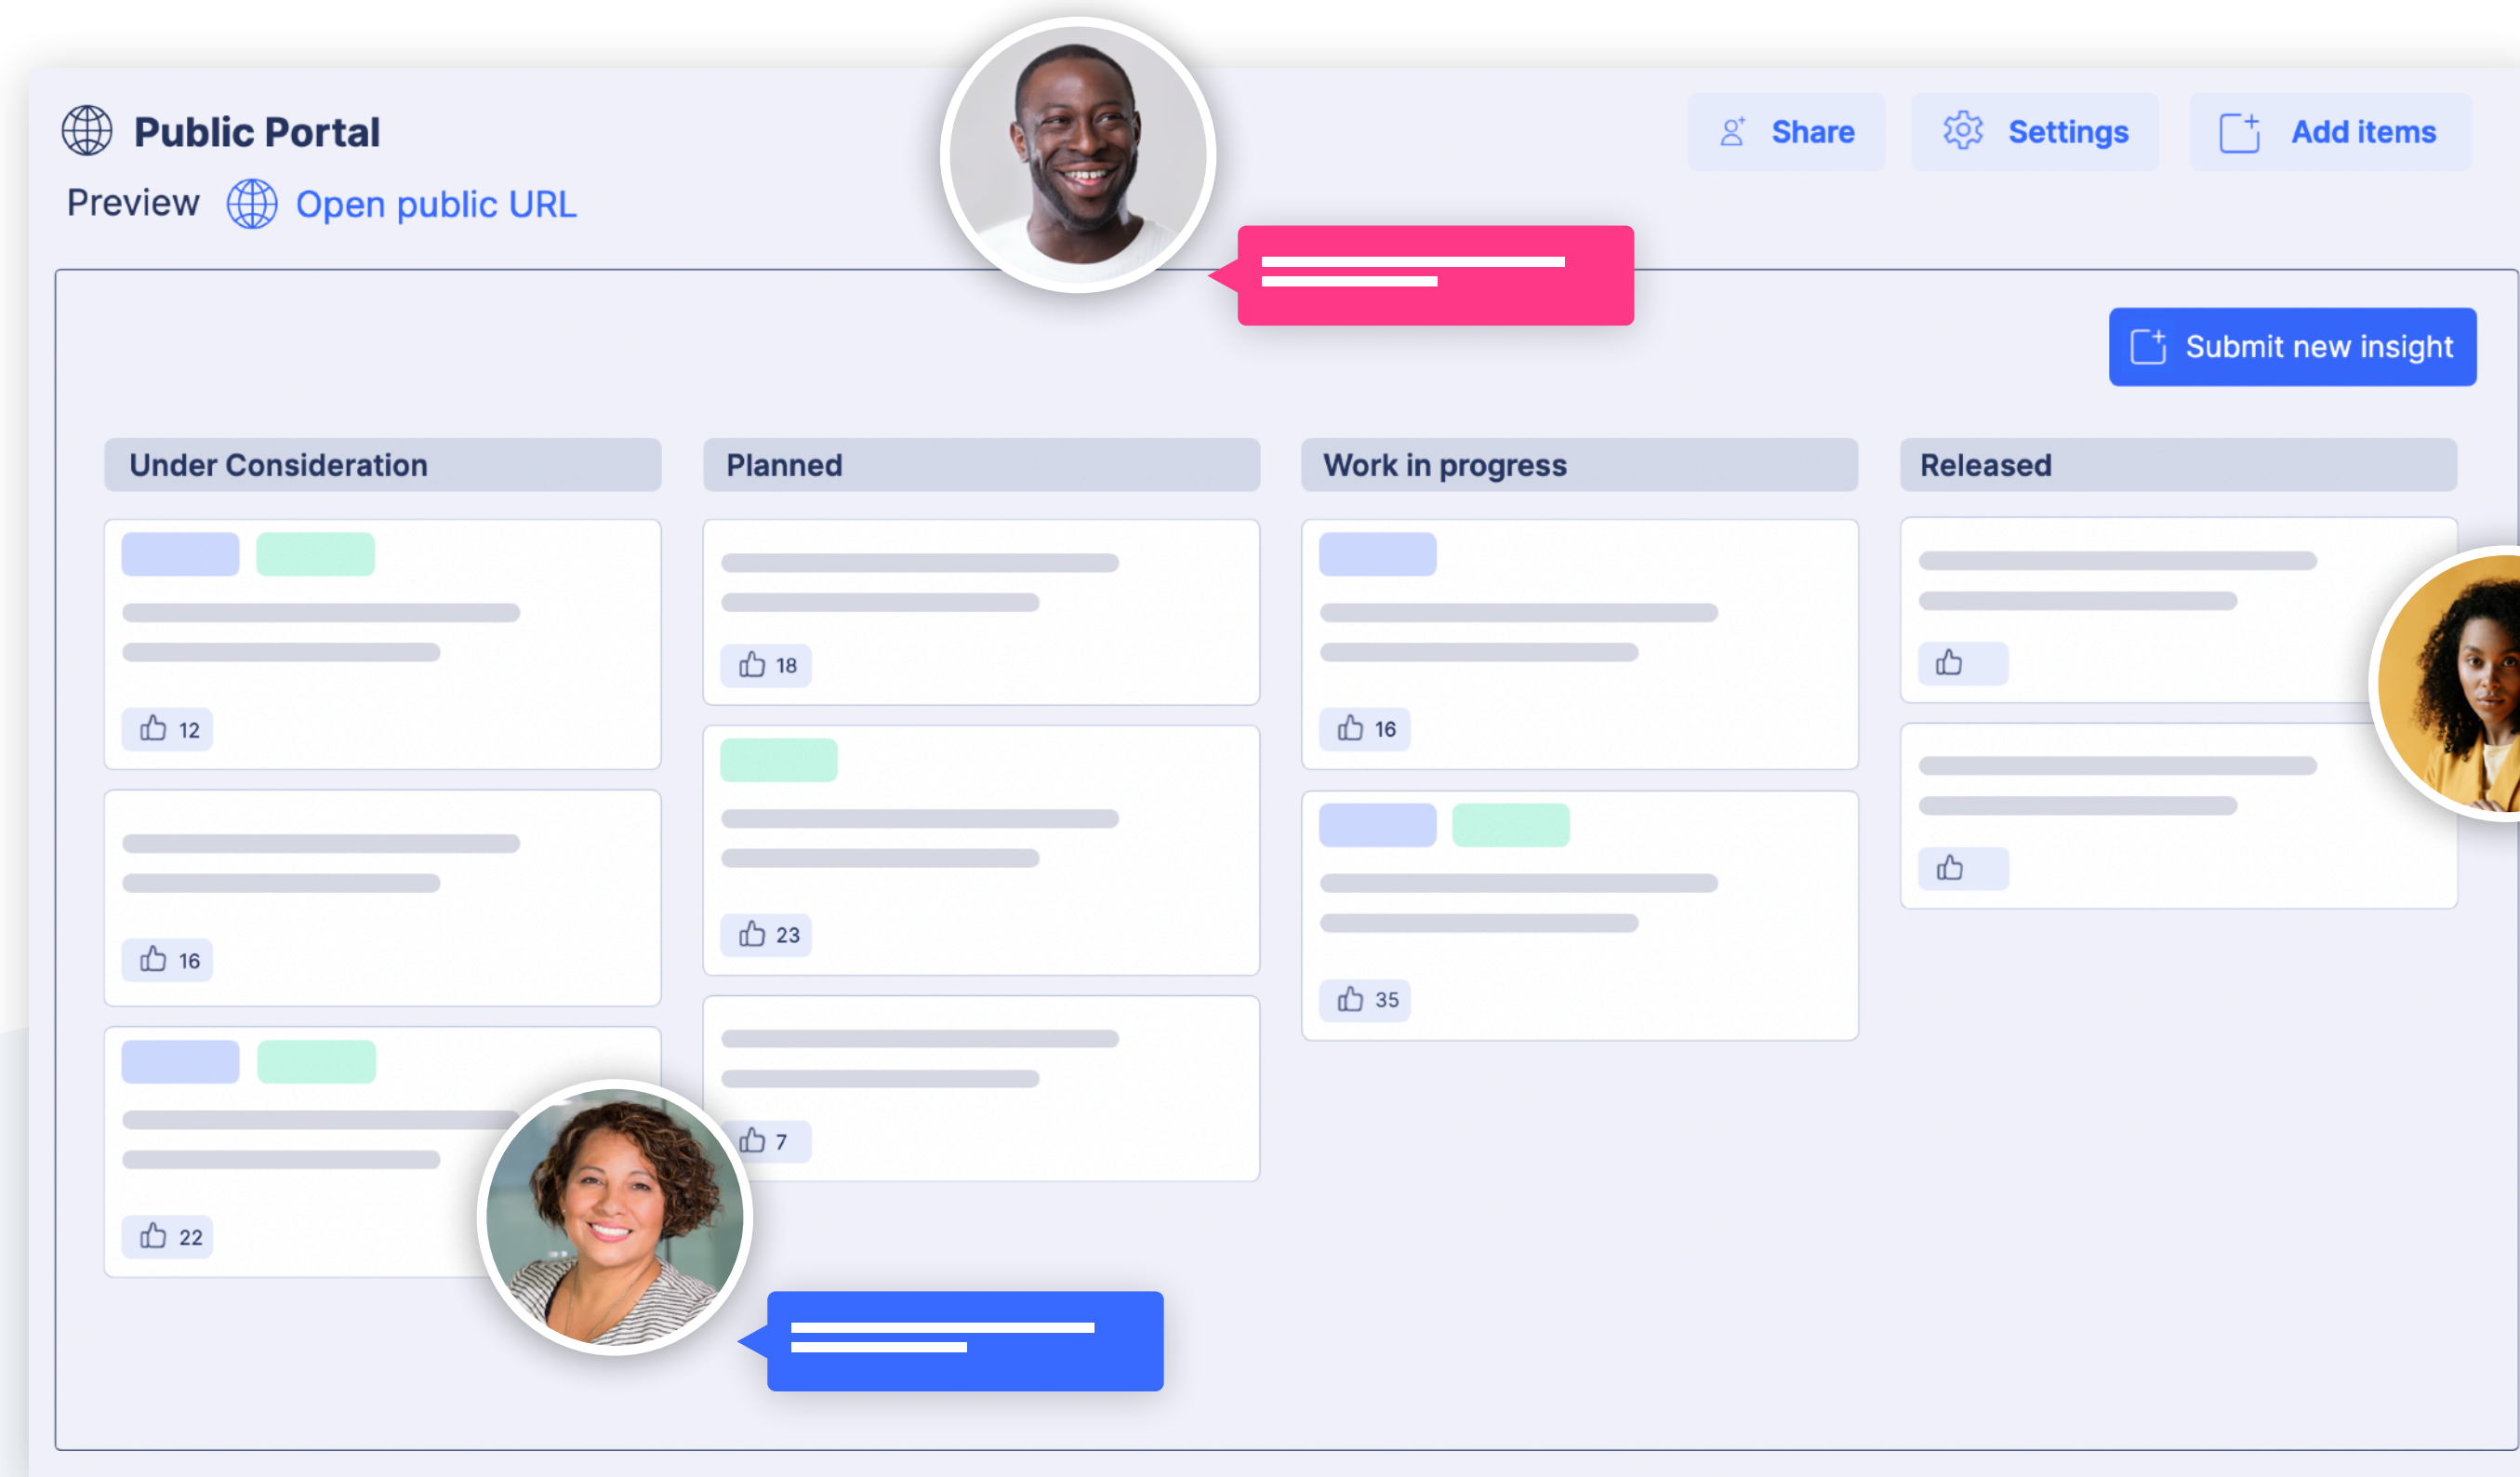 Public Portal
Share
Settings
Add items
Preview
Open public URL
Submit new insight
Under Consideration
12
16
22
Planned
18
23
7
Work in progress
16
35
Released